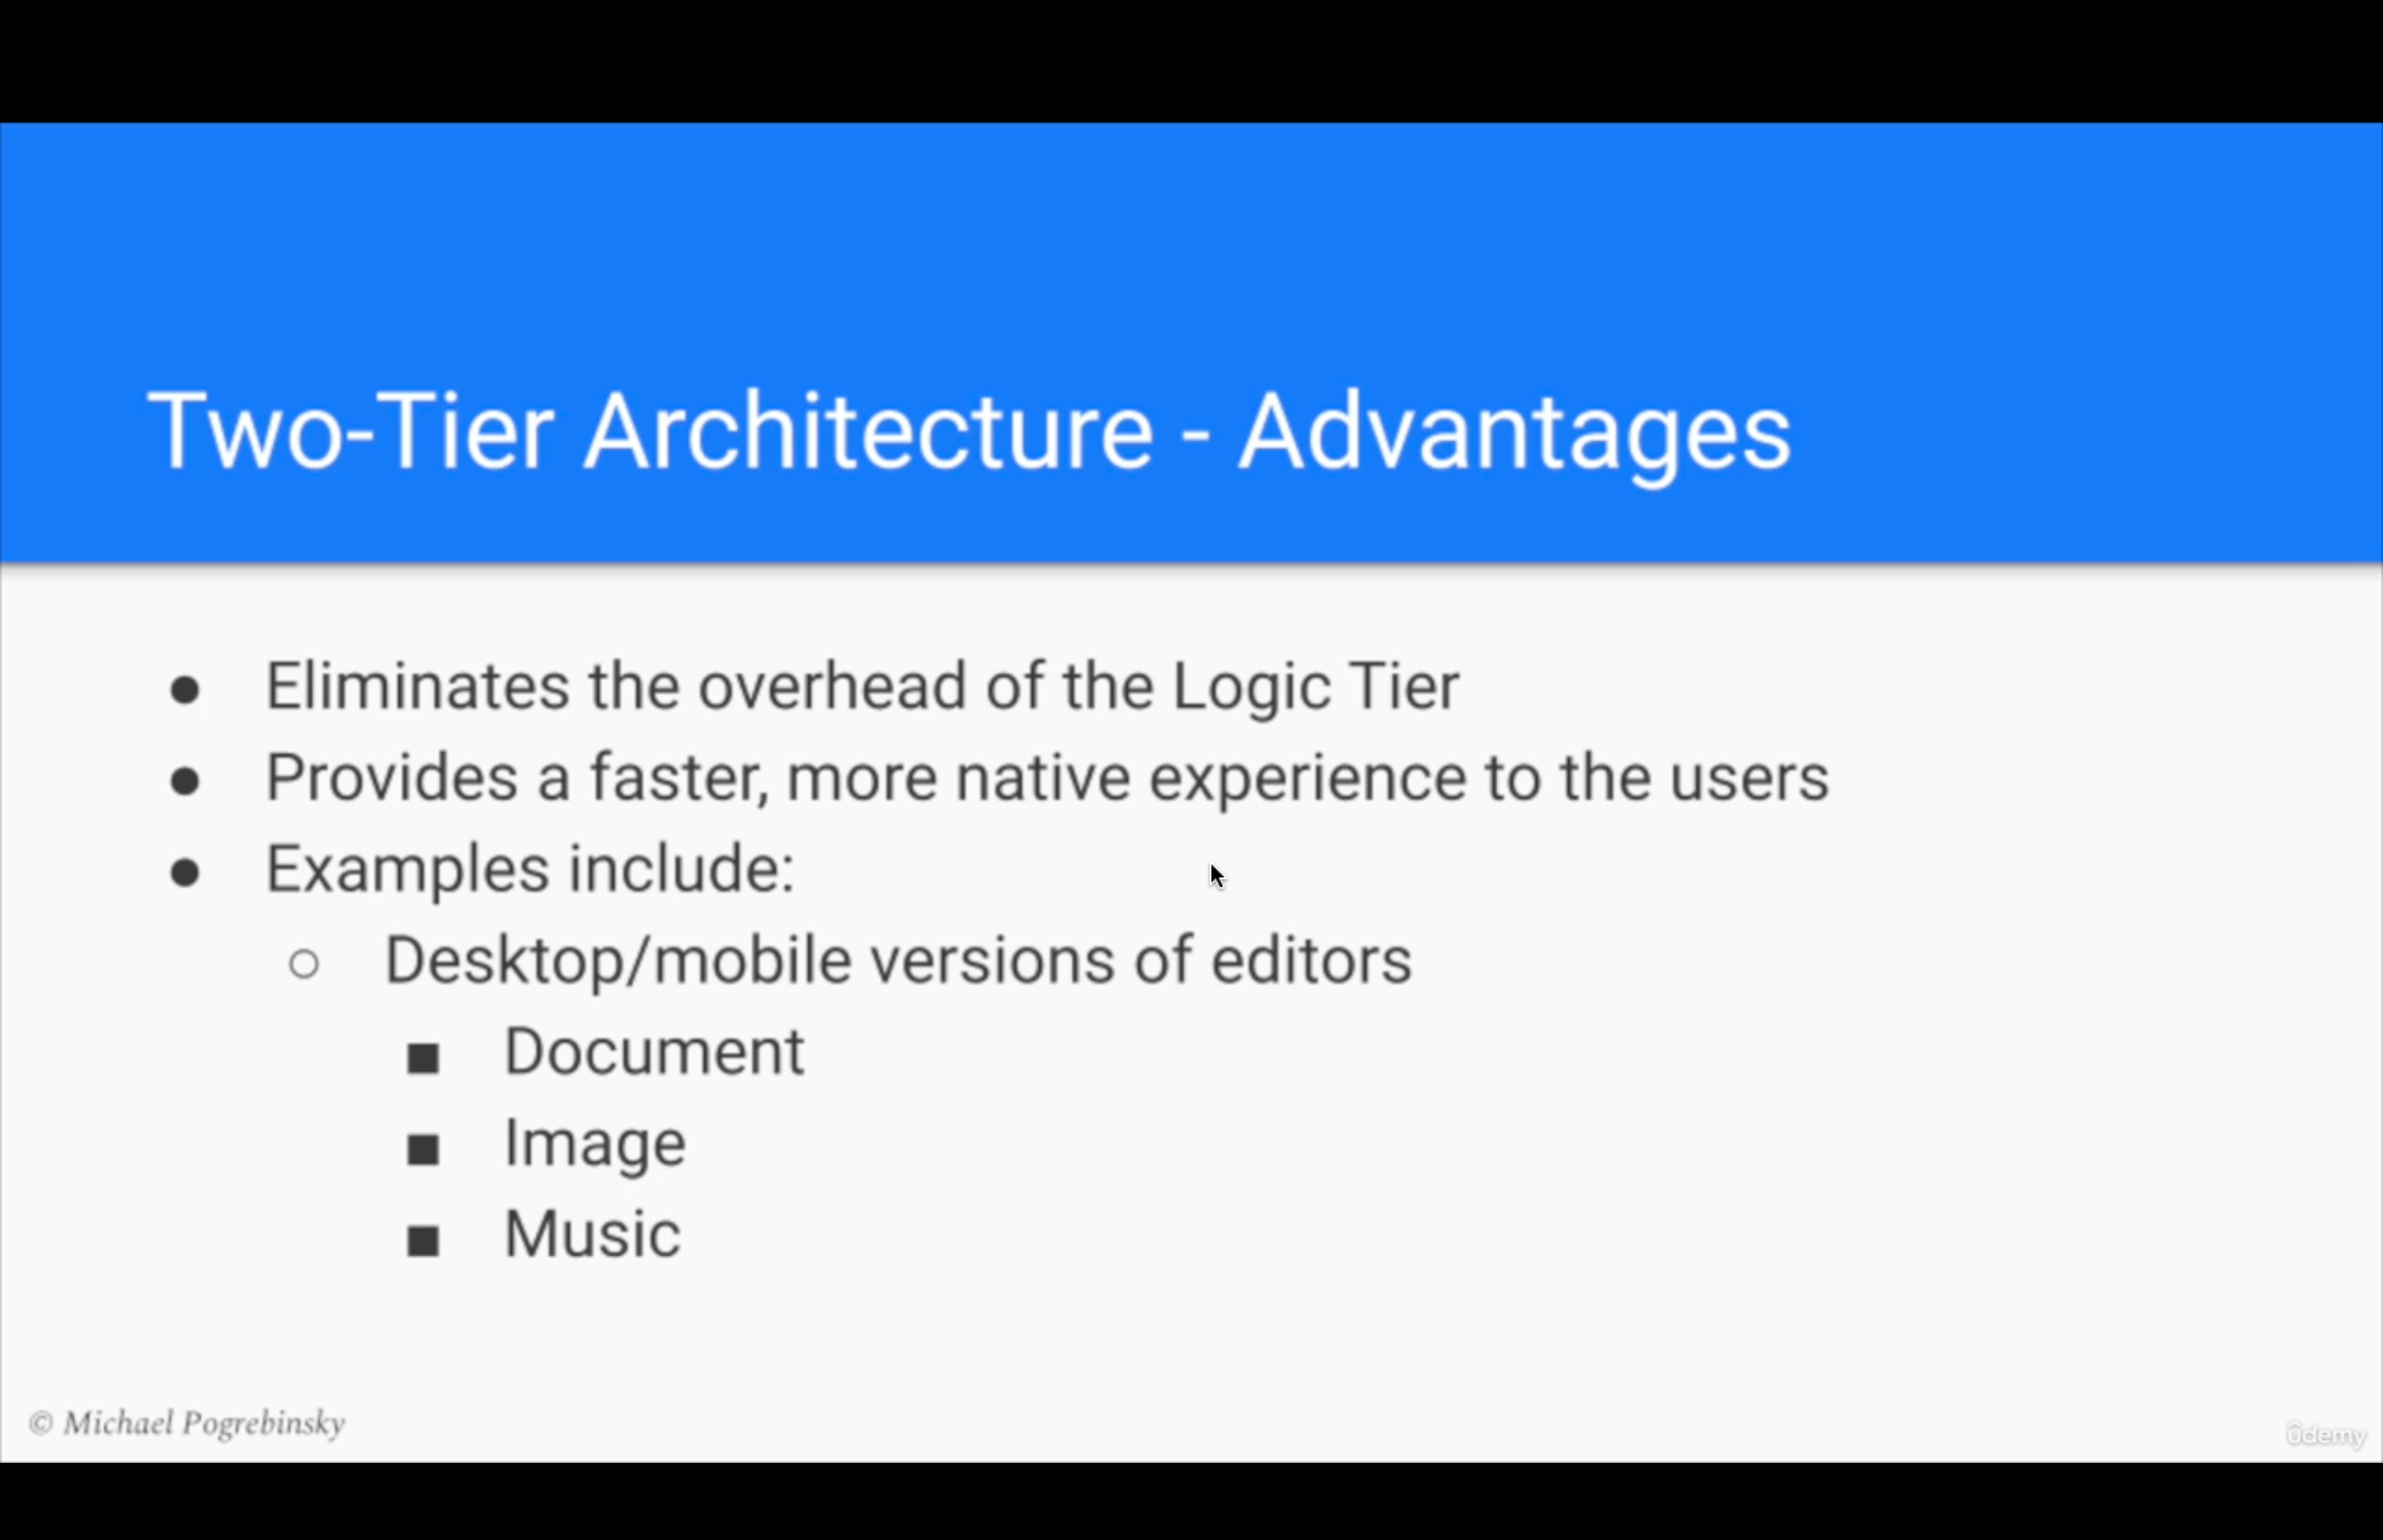 Two-Tier Architecture - Advantages
● Eliminates the overhead of the Logic Tier
● Provides a faster, more native experience to the users
● Examples include:
○ Desktop/mobile versions of editors
■ Document
■ Image
■ Music
© Michael Pogrebinsky
ûdemy